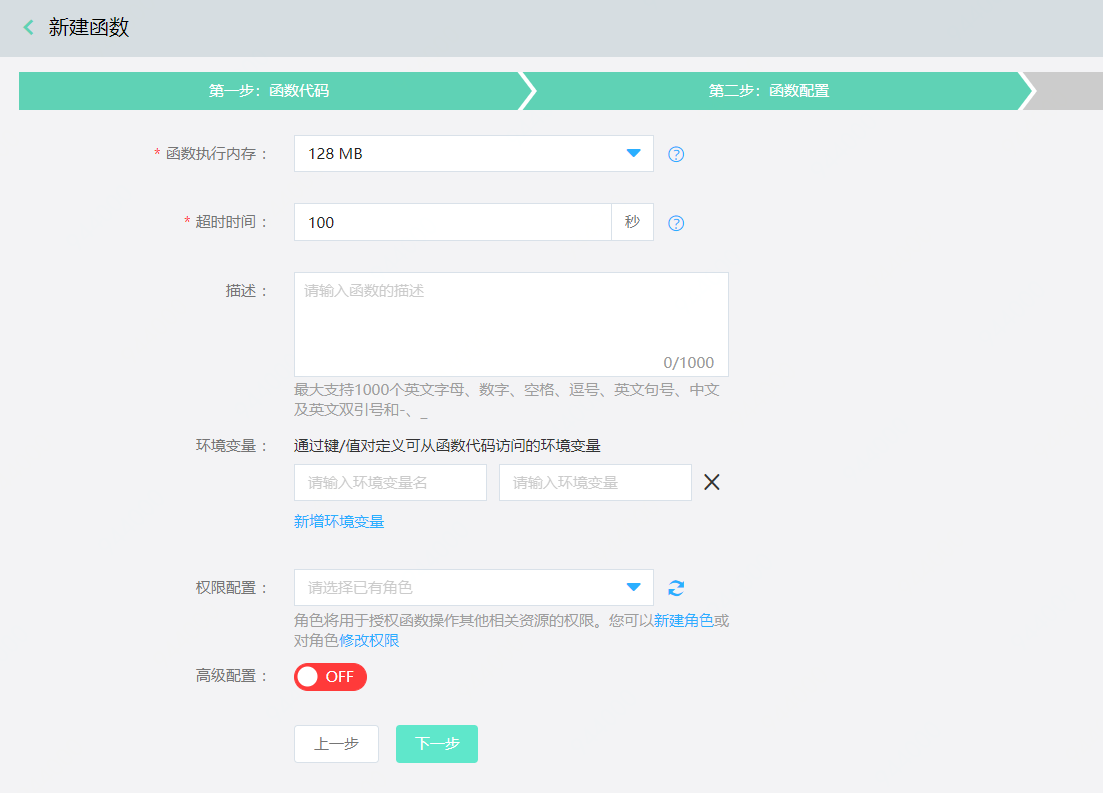 新建函数
第一步：函数代码
第二步：函数配置
* 函数执行内存：
128 MB
?
* 超时时间：
100
秒
?
描述：
请输入函数的描述
0/1000
最大支持1000个英文字母、数字、空格、逗号、英文句号、中文
及英文双引号和-、_
环境变量：
通过键/值对定义可从函数代码访问的环境变量
请输入环境变量名
请输入环境变量
新增环境变量
权限配置：
请选择已有角色
角色将用于授权函数操作其他相关资源的权限。您可以新建角色或
对角色修改权限
高级配置：
OFF
上一步
下一步